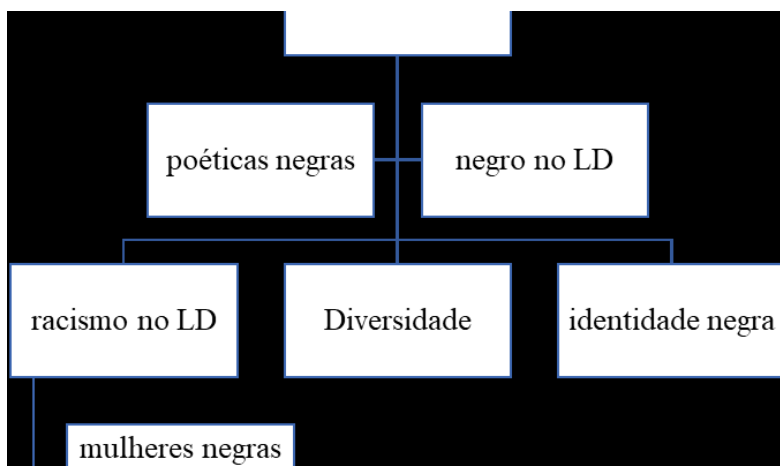 poéticas negras
negro no LD
racismo no LD
Diversidade
identidade negra
mulheres negras